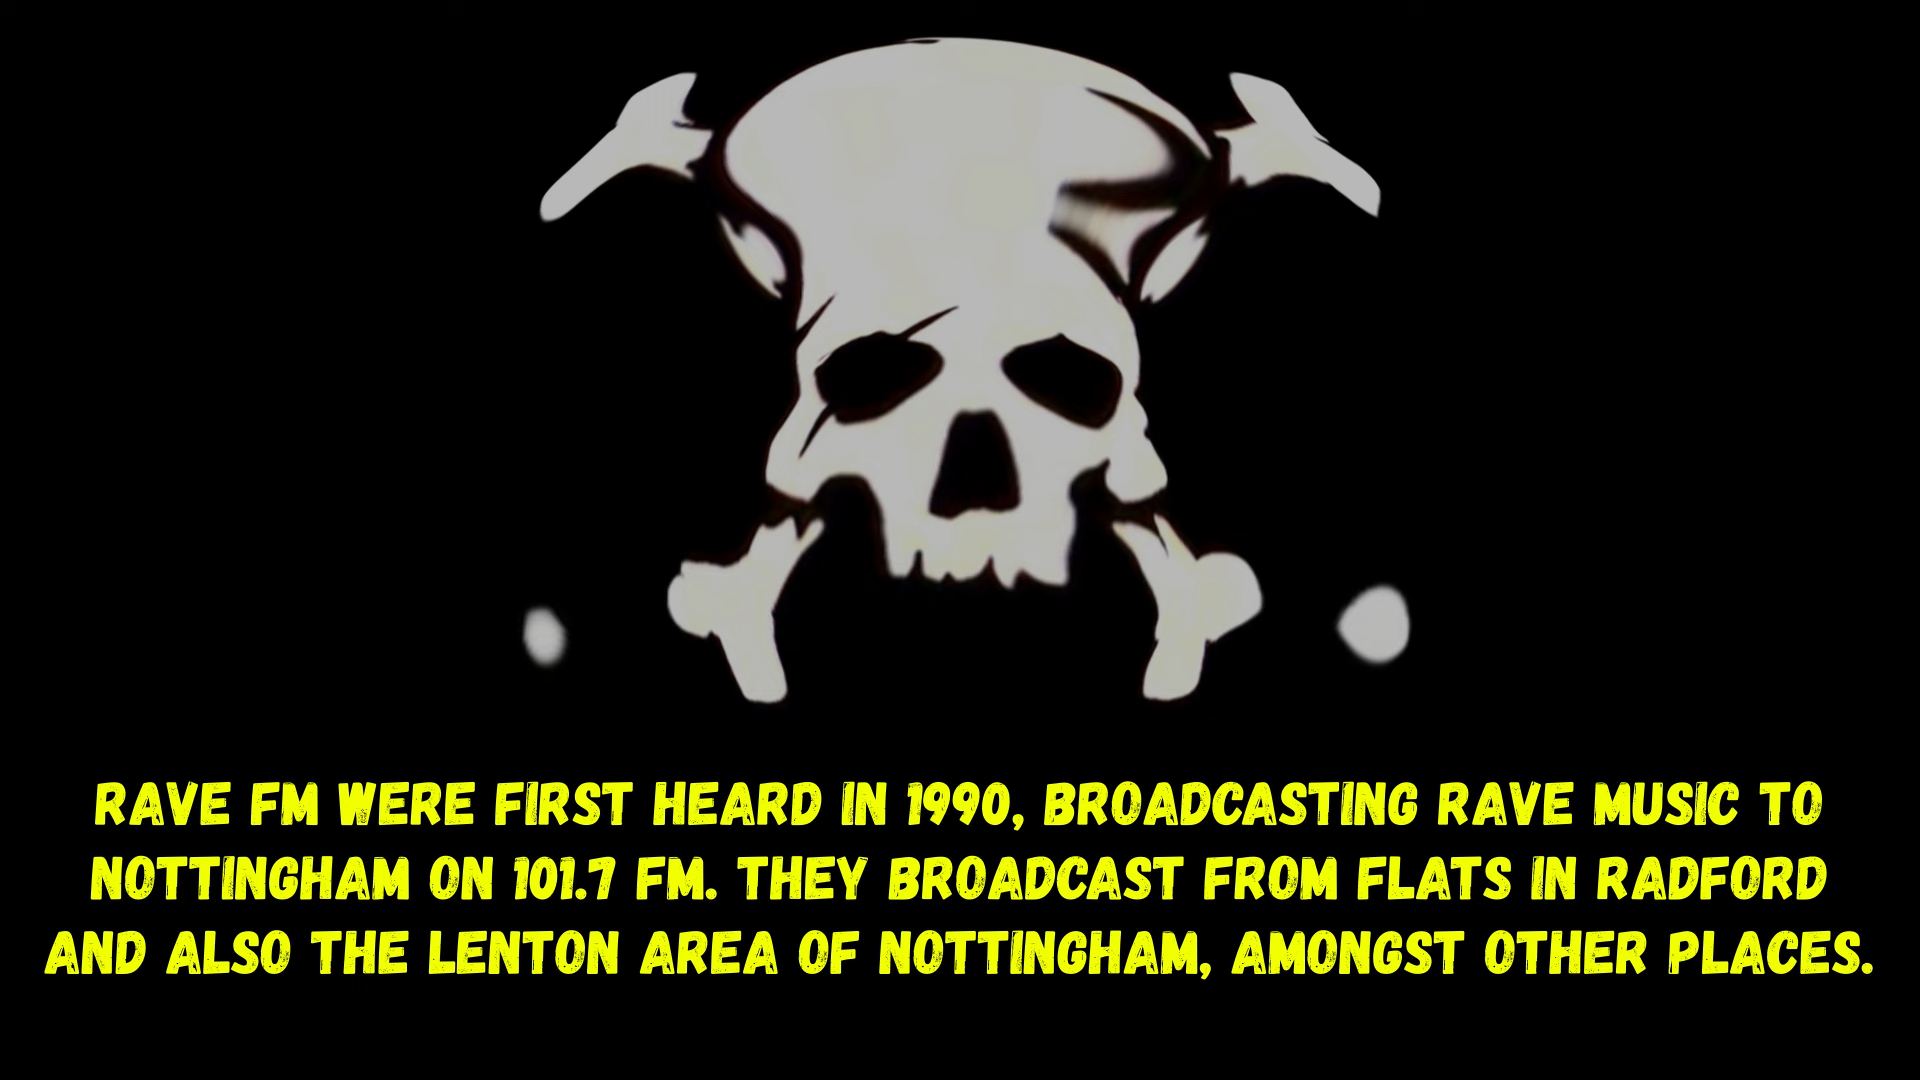 RAVE FM WERE FIRST HEARD IN 1990, BROADCASTING RAVE MUSIC TO
NOTTINGHAM ON 101.7 FM. THEY BROADCAST FROM FLATS IN RADFORD
AND ALSO THE LENTON AREA OF NOTTINGHAM, AMONGST OTHER PLACES.